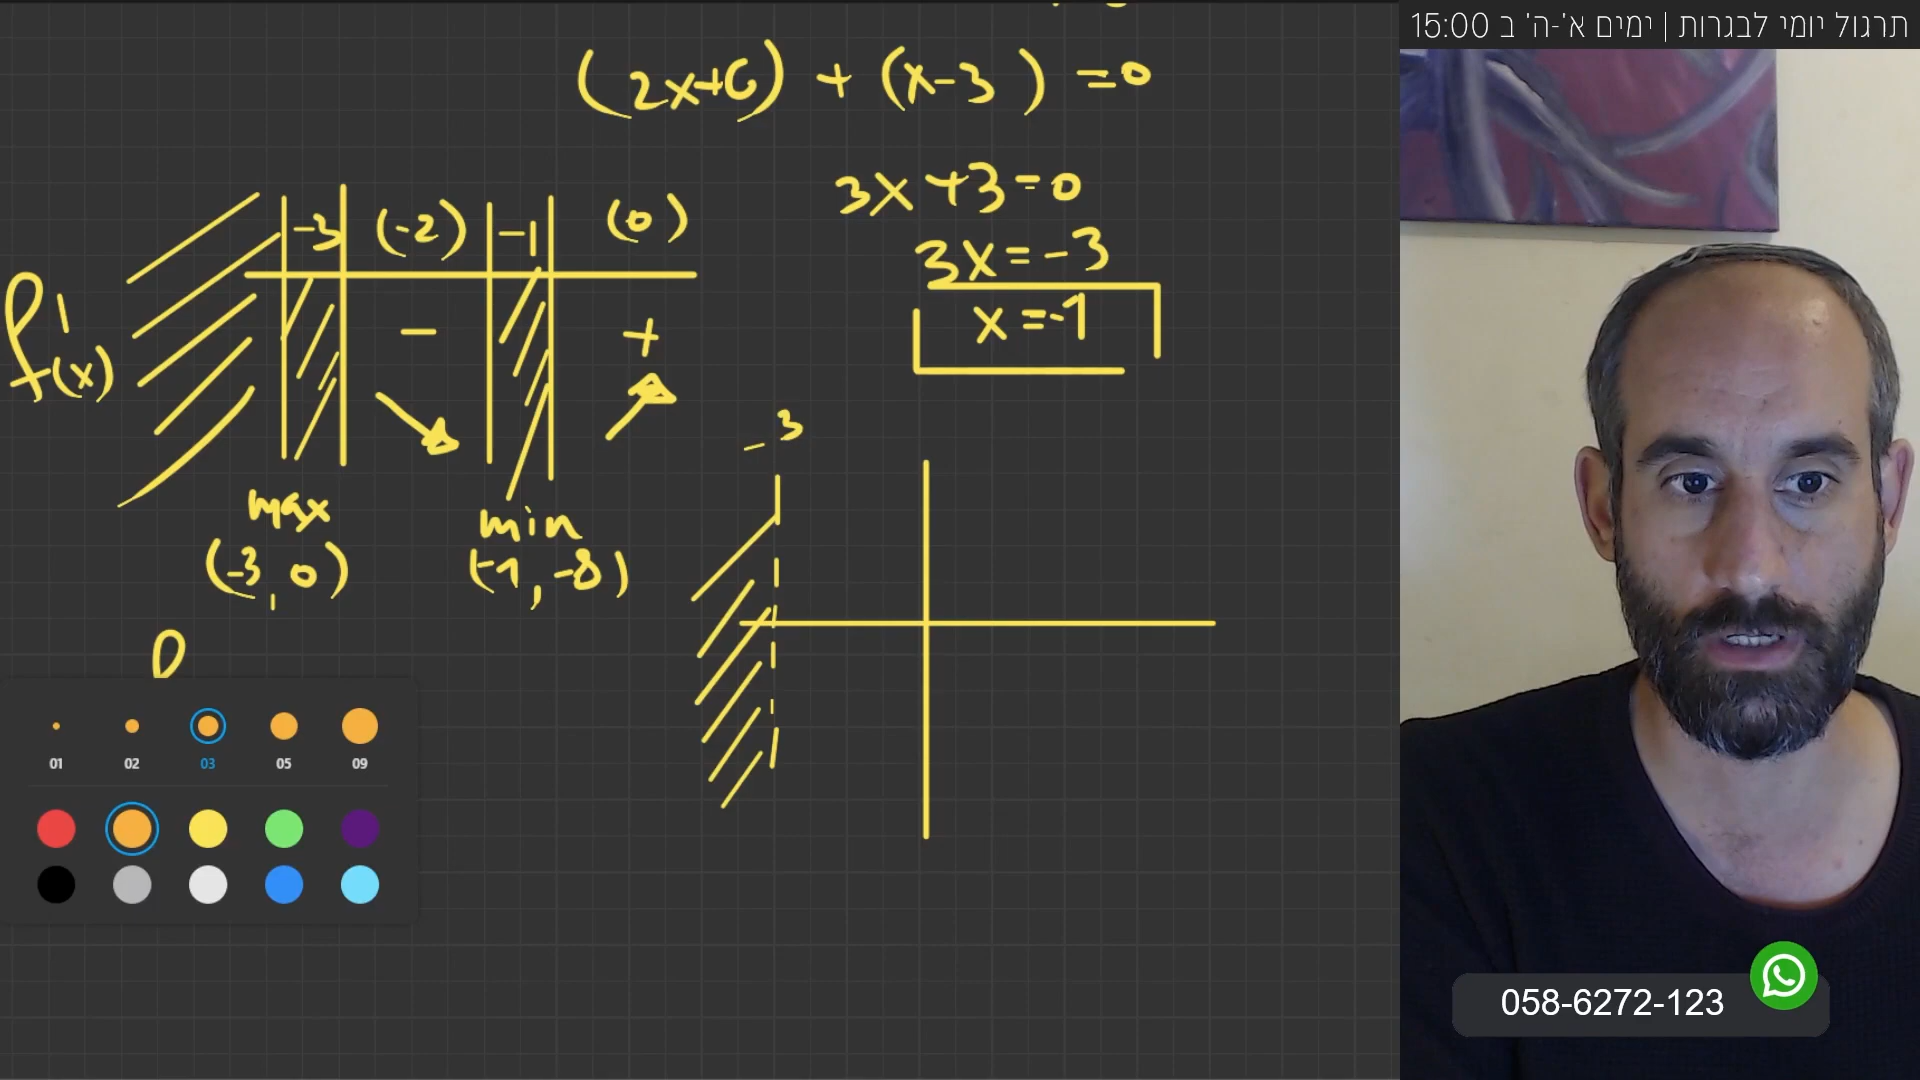 תרגול יומי לבגרות | ימים א'-ה' ב 15:00
(2x+6) + (x-3) =0
3x+3=0
3x=-3
x=-1
-3 (-2) -1 (0)
f'(x) - +
max
(-3, 0)
min
(-1, -8)
-3
01 02 03 05 09
058-6272-123